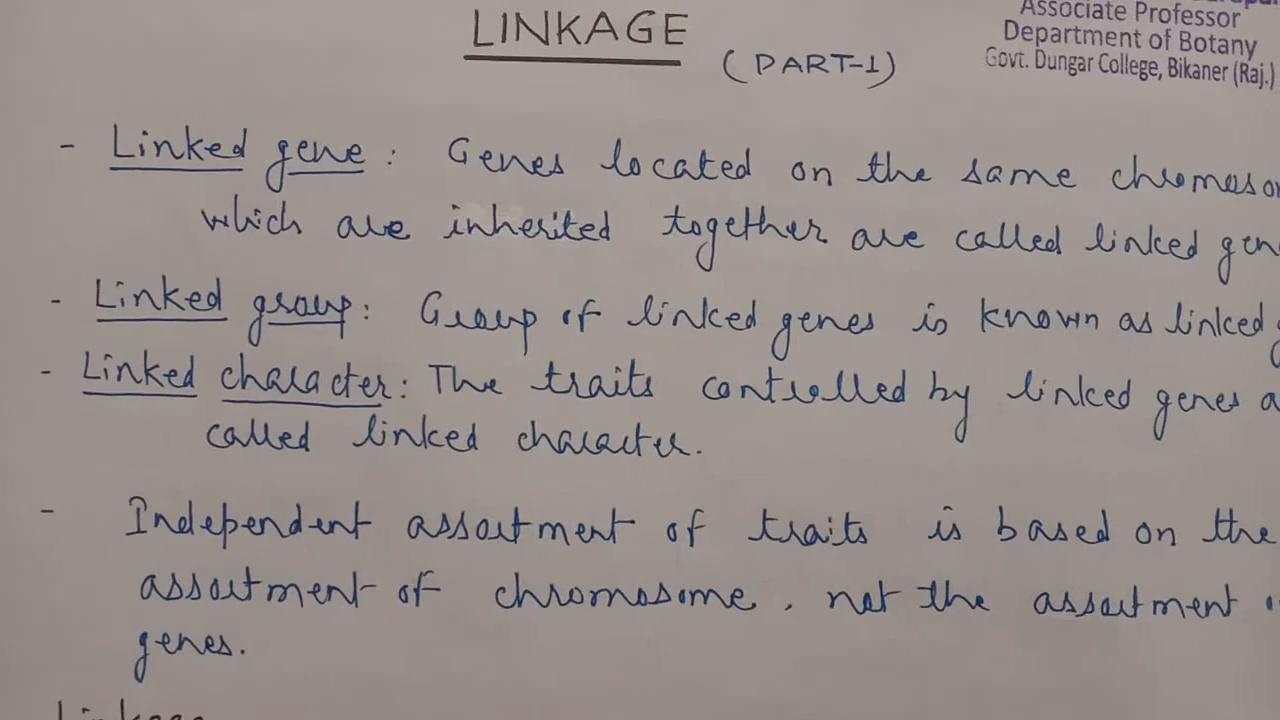 LINKAGE
(PART-1)
Associate Professor
Department of Botany
Govt. Dungar College, Bikaner (Raj.)
- Linked gene : Genes located on the same chromoso
which are inherited together are called linked gen
- Linked group : Group of linked genes is known as linked g
- Linked character : The traits controlled by linked genes a
called linked character.
- Independent assortment of traits is based on the
assortment of chromosome, not the assortment o
genes.
Linkage